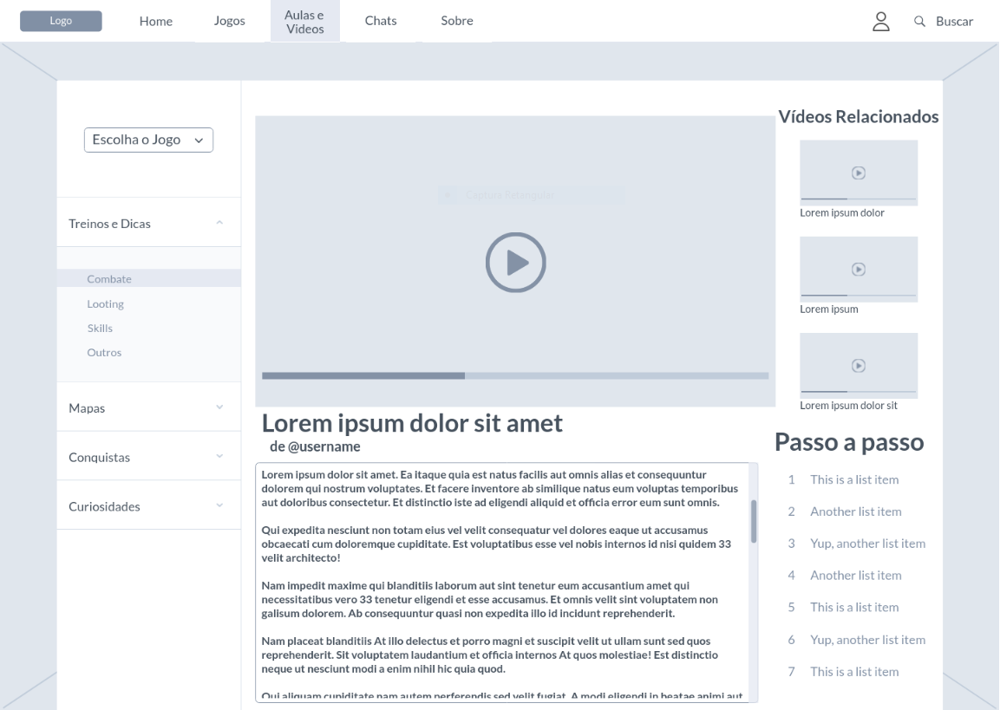 Logo
Home
Jogos
Aulas e
Videos
Chats
Sobre
Buscar
Escolha o Jogo
Treinos e Dicas
Combate
Looting
Skills
Outros
Mapas
Conquistas
Curiosidades
Captura Retangular
Lorem ipsum dolor sit amet
de @username
Lorem ipsum dolor sit amet. Ea itaque quia est natus facilis aut omnis alias et consequuntur
dolorem qui nostrum voluptates. Et facere inventore ab similique natus eum voluptas temporibus
aut doloribus consectetur. Et distinctio iste ad eligendi aliquid et officia error eum sunt omnis.
Qui expedita nesciunt non totam eius vel velit consequatur vel dolores eaque ut accusamus
obcaecati cum doloremque cupiditate. Est voluptatibus esse vel nobis internos id nisi quidem 33
velit architecto!
Nam impedit maxime qui blanditiis laborum aut sint tenetur eum accusantium amet qui
necessitatibus vero 33 tenetur eligendi et esse accusamus. Et omnis velit sint voluptatem non
galisum dolorem. Ab consequuntur quasi non expedita illo id incidunt reprehenderit.
Nam placeat blanditiis At illo delectus et porro magni et suscipit velit ut ullam sunt sed quos
reprehenderit. Sit voluptatem laudantium et officia internos At quos molestiae! Est distinctio
neque ut nesciunt modi a enim nihil hic quia quod.
Qui aliquam cupiditate nam autem perferendis sed velit fugiat. A modi eligendi in beatae animi aut
Vídeos Relacionados
Lorem ipsum dolor
Lorem ipsum
Lorem ipsum dolor sit
Passo a passo
1 This is a list item
2 Another list item
3 Yup, another list item
4 Another list item
5 This is a list item
6 Yup, another list item
7 This is a list item